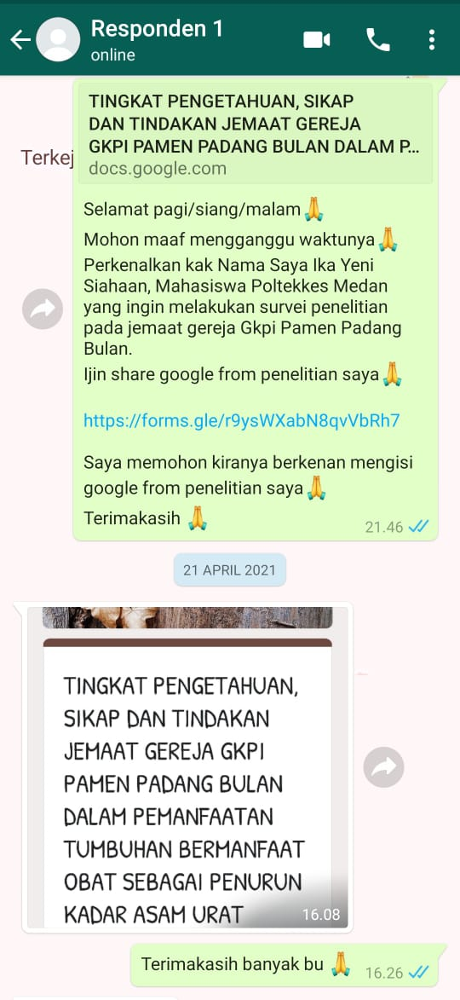 Responden 1
online
TINGKAT PENGETAHUAN, SIKAP
DAN TINDAKAN JEMAAT GEREJA
GKPI PAMEN PADANG BULAN DALAM P...
docs.google.com
Terkej
Selamat pagi/siang/malam🙏
Mohon maaf mengganggu waktunya🙏
Perkenalkan kak Nama Saya Ika Yeni
Siahaan, Mahasiswa Poltekkes Medan
yang ingin melakukan survei penelitian
pada jemaat gereja Gkpi Pamen Padang
Bulan.
Ijin share google from penelitian saya🙏
https://forms.gle/r9ysWXabN8qvVbRh7
Saya memohon kiranya berkenan mengisi
google from penelitian saya🙏
Terimakasih 🙏
21.46
21 APRIL 2021
TINGKAT PENGETAHUAN,
SIKAP DAN TINDAKAN
JEMAAT GEREJA GKPI
PAMEN PADANG BULAN
DALAM PEMANFAATAN
TUMBUHAN BERMANFAAT
OBAT SEBAGAI PENURUN
KADAR ASAM URAT
16.08
Terimakasih banyak bu 🙏
16.26